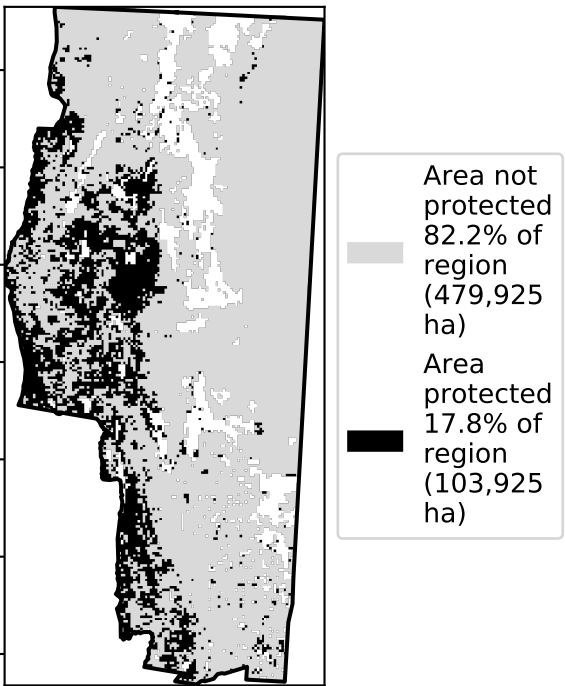 Area not
protected
82.2% of
region
(479,925
ha)
Area
protected
17.8% of
region
(103,925
ha)